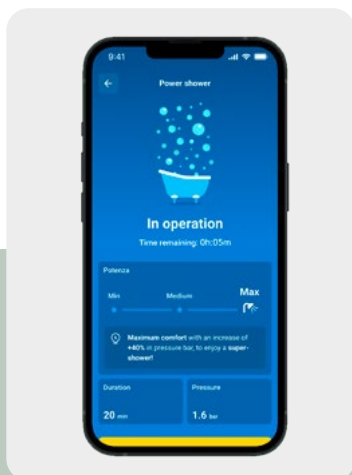 9:41
Power shower
In operation
Time remaining: 0h:05m
Potenza
Min Medium Max
Maximum comfort with an increase of
+40% in pressure bar, to enjoy a super-
shower!
Duration Pressure
20 min 1.6 bar